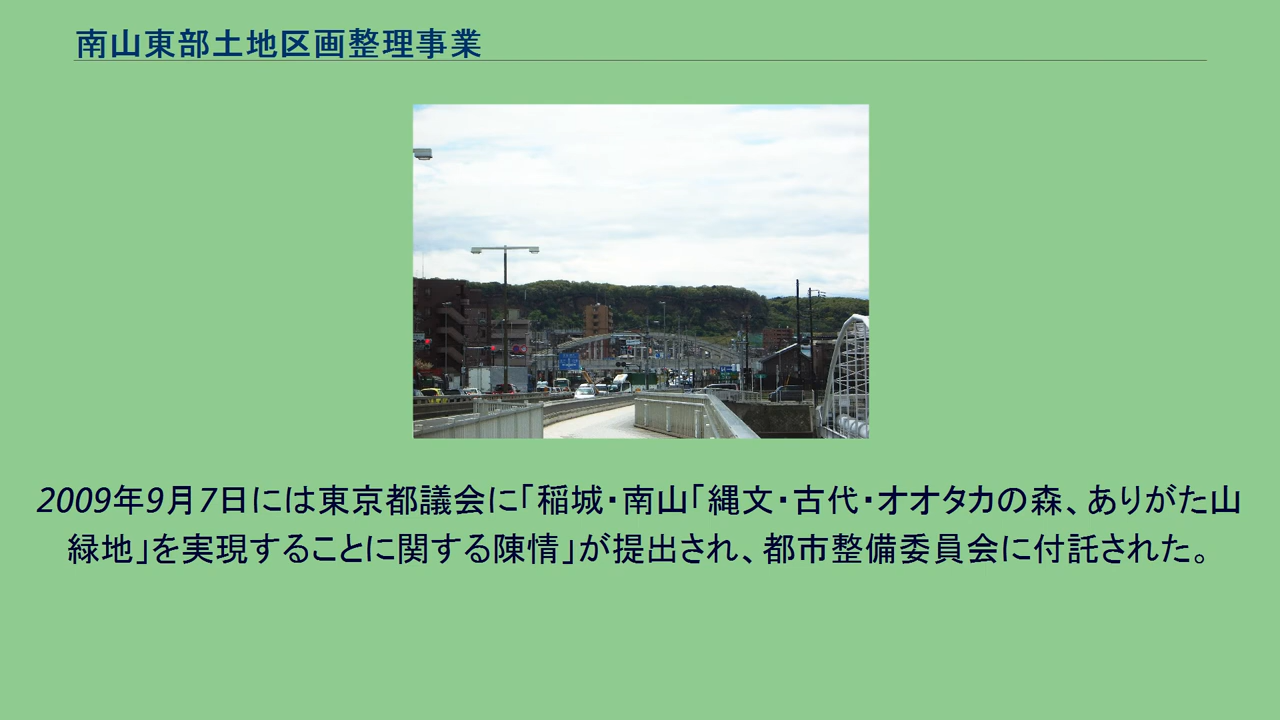 南山東部土地区画整理事業
2009年9月7日には東京都議会に「稲城・南山「縄文・古代・オオタカの森、ありがた山
緑地」を実現することに関する陳情」が提出され、都市整備委員会に付託された。